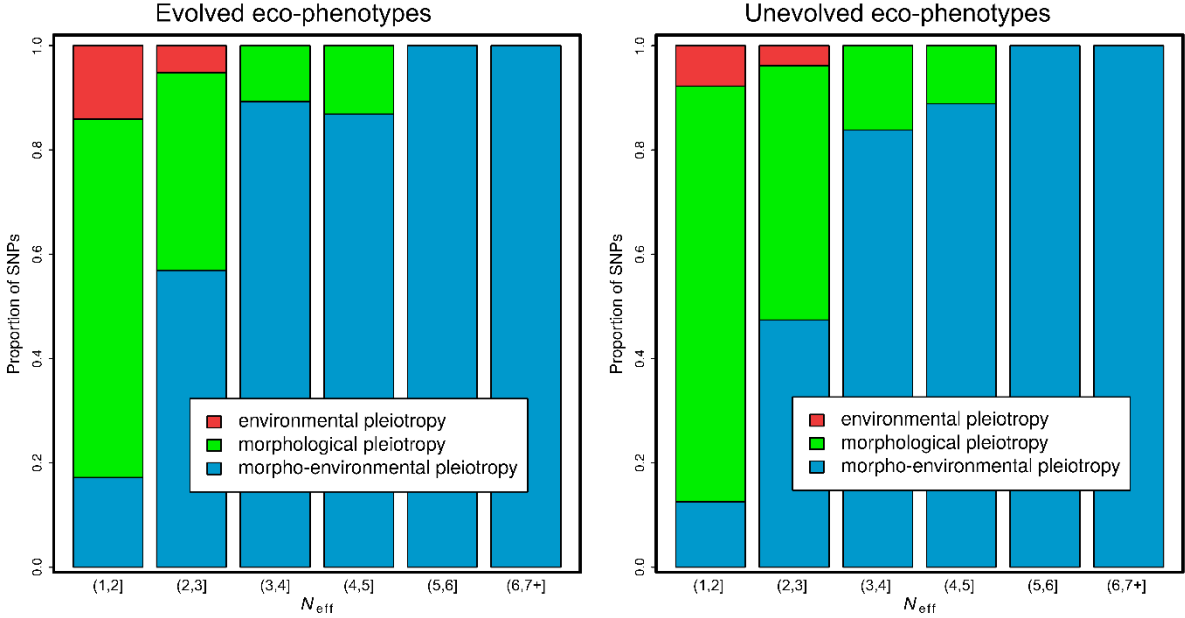 Evolved eco-phenotypes
Proportion of SNPs
1.0
0.8
0.6
0.4
0.2
0.0
environmental pleiotropy
morphological pleiotropy
morpho-environmental pleiotropy
(1,2] (2,3] (3,4] (4,5] (5,6] (6,7+]
Neff
Unevolved eco-phenotypes
Proportion of SNPs
1.0
0.8
0.6
0.4
0.2
0.0
environmental pleiotropy
morphological pleiotropy
morpho-environmental pleiotropy
(1,2] (2,3] (3,4] (4,5] (5,6] (6,7+]
Neff